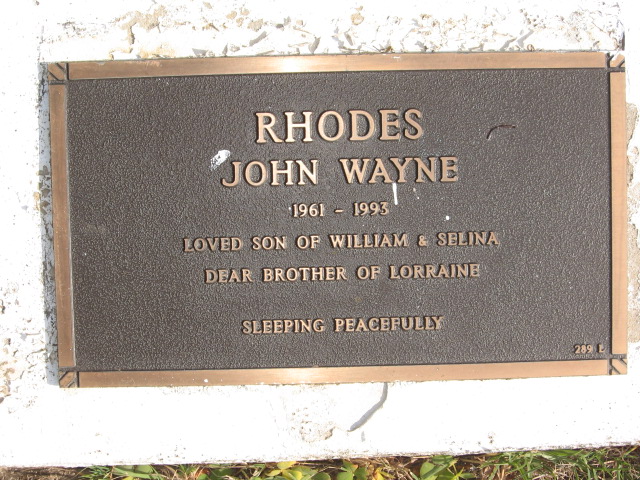 RHODES
JOHN WAYNE
1961 - 1993
LOVED SON OF WILLIAM & SELINA
DEAR BROTHER OF LORRAINE
SLEEPING PEACEFULLY
289 L